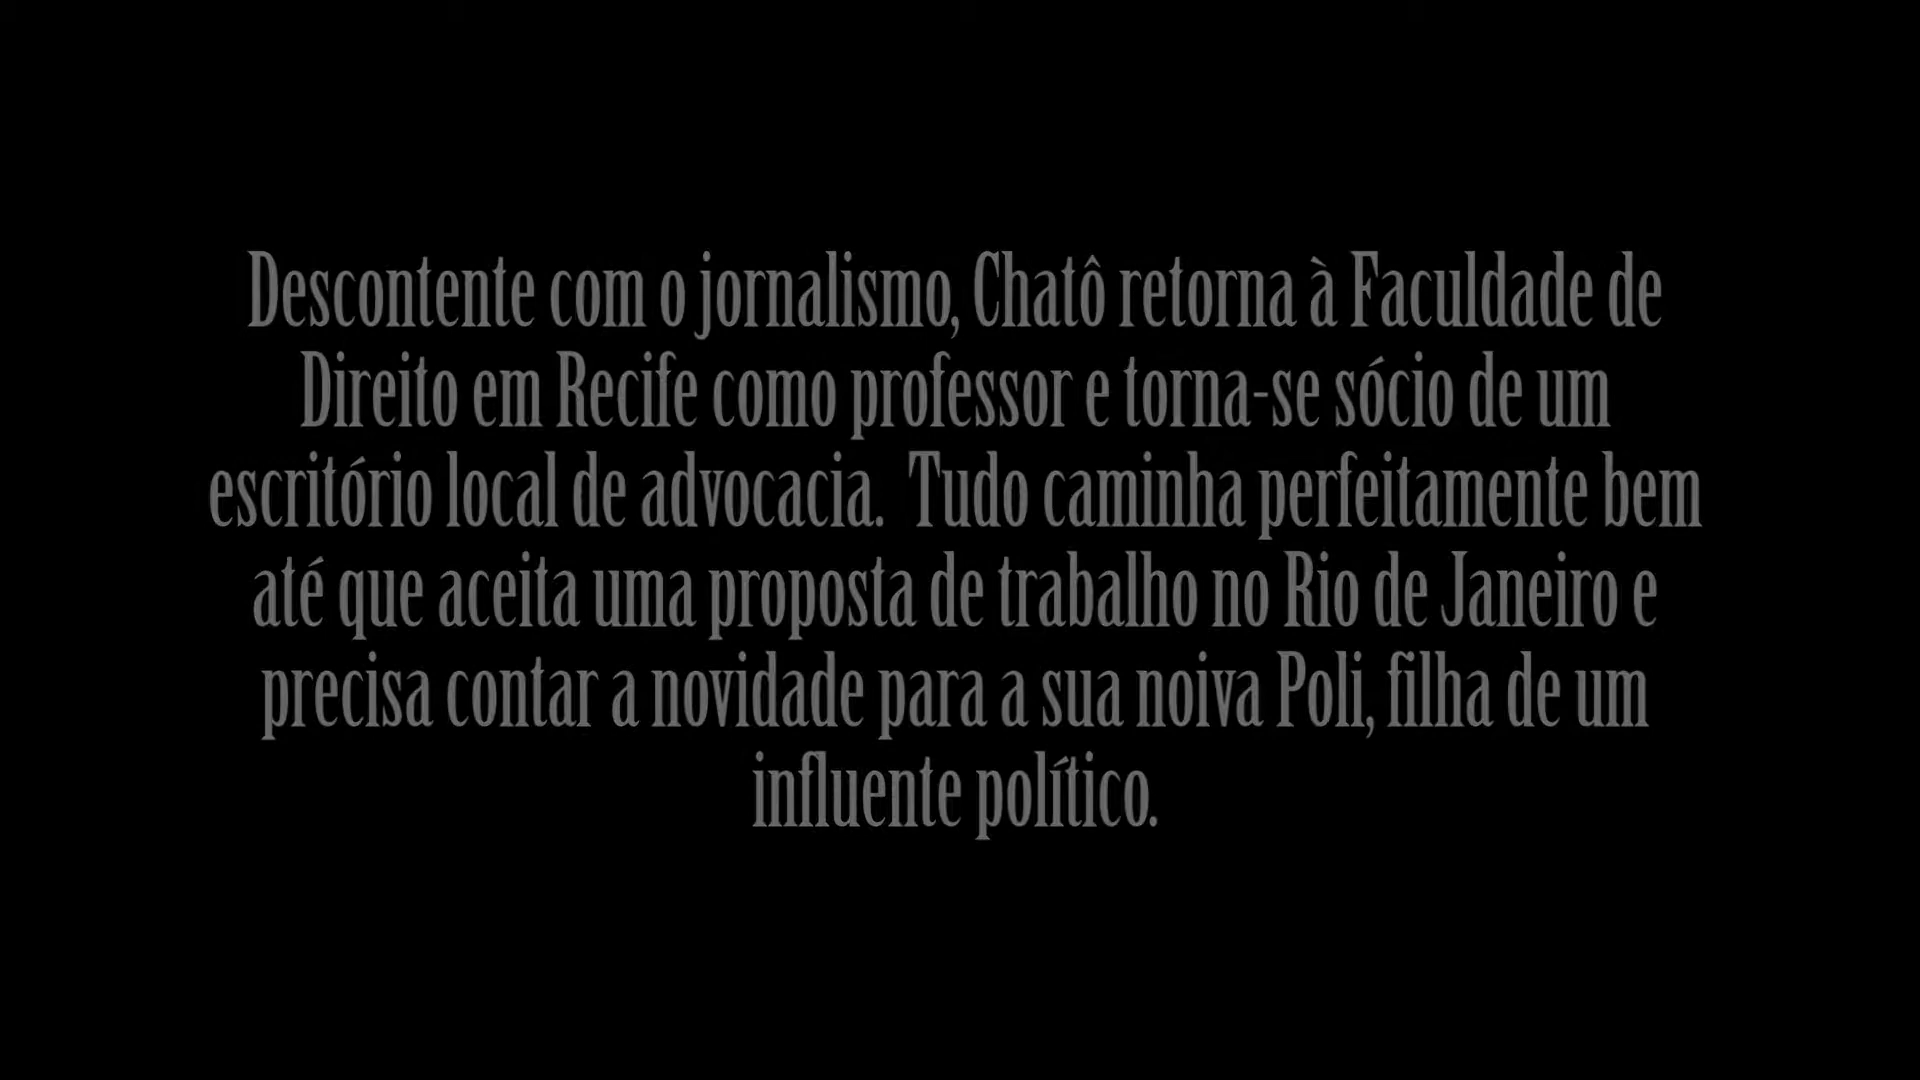 Descontente com o jornalismo, Chatô retorna à Faculdade de
Direito em Recife como professor e torna-se sócio de um
escritório local de advocacia.  Tudo caminha perfeitamente bem
até que aceita uma proposta de trabalho no Rio de Janeiro e
precisa contar a novidade para a sua noiva Poli, filha de um
influente político.